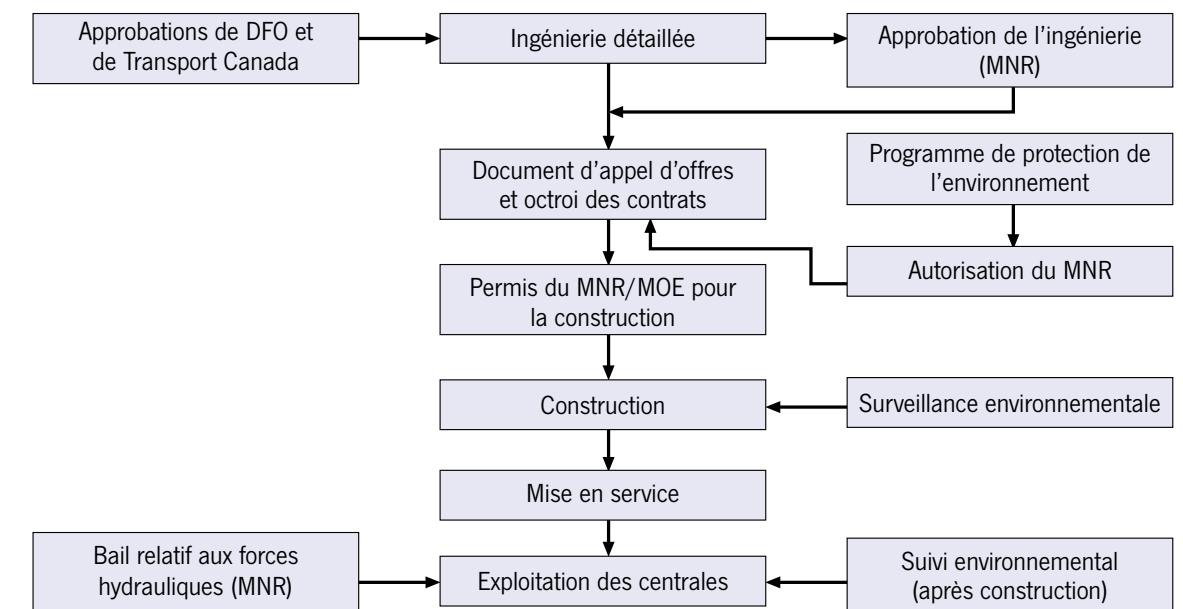 Approbations de DFO et
de Transport Canada
Ingénierie détaillée
Approbation de l'ingénierie
(MNR)
Document d'appel d'offres
et octroi des contrats
Programme de protection de
l'environnement
Autorisation du MNR
Permis du MNR/MOE pour
la construction
Construction
Surveillance environnementale
Mise en service
Bail relatif aux forces
hydrauliques (MNR)
Exploitation des centrales
Suivi environnemental
(après construction)